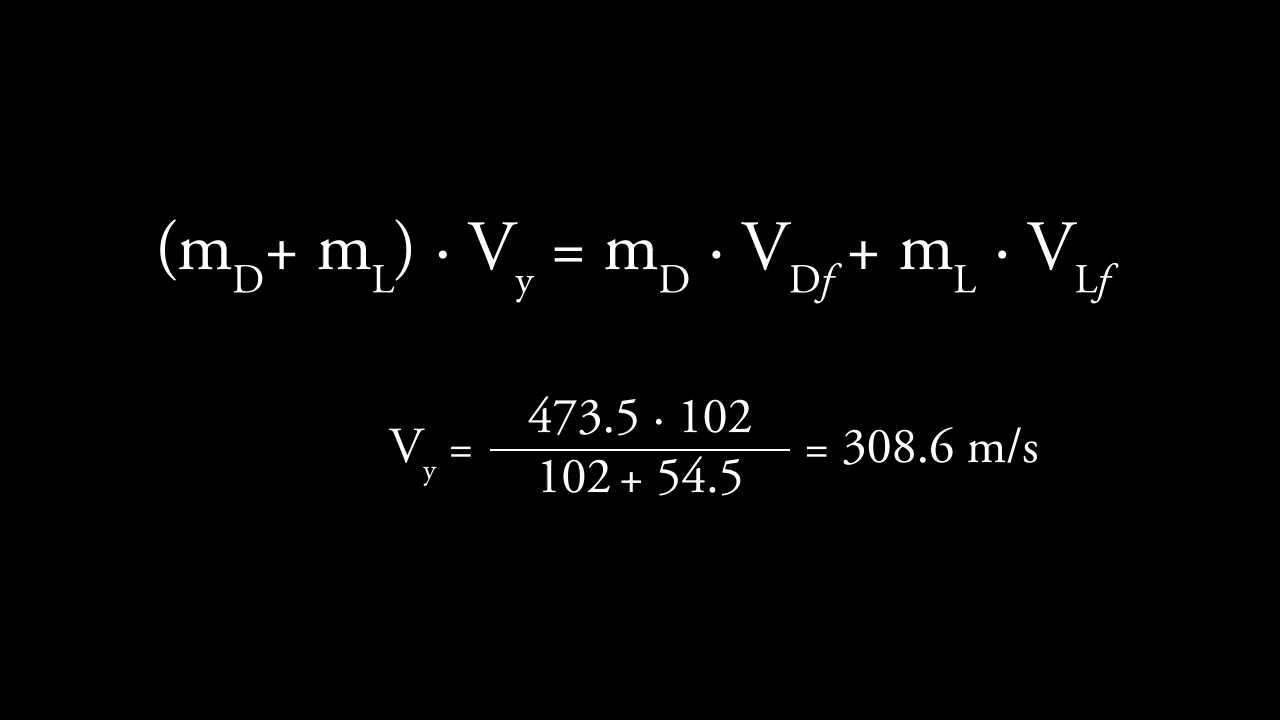 (m_D + m_L) · V_y = m_D · V_Df + m_L · V_Lf
V_y = 473.5 · 102 / 102 + 54.5 = 308.6 m/s